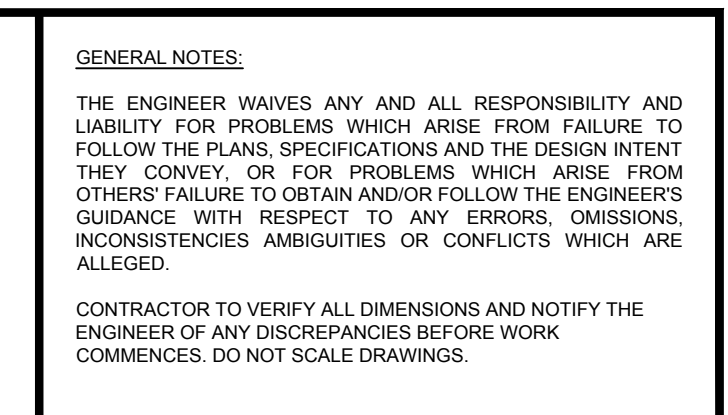 GENERAL NOTES:
THE ENGINEER WAIVES ANY AND ALL RESPONSIBILITY AND
LIABILITY FOR PROBLEMS WHICH ARISE FROM FAILURE TO
FOLLOW THE PLANS, SPECIFICATIONS AND THE DESIGN INTENT
THEY CONVEY, OR FOR PROBLEMS WHICH ARISE FROM
OTHERS' FAILURE TO OBTAIN AND/OR FOLLOW THE ENGINEER'S
GUIDANCE WITH RESPECT TO ANY ERRORS, OMISSIONS,
INCONSISTENCIES AMBIGUITIES OR CONFLICTS WHICH ARE
ALLEGED.
CONTRACTOR TO VERIFY ALL DIMENSIONS AND NOTIFY THE
ENGINEER OF ANY DISCREPANCIES BEFORE WORK
COMMENCES. DO NOT SCALE DRAWINGS.